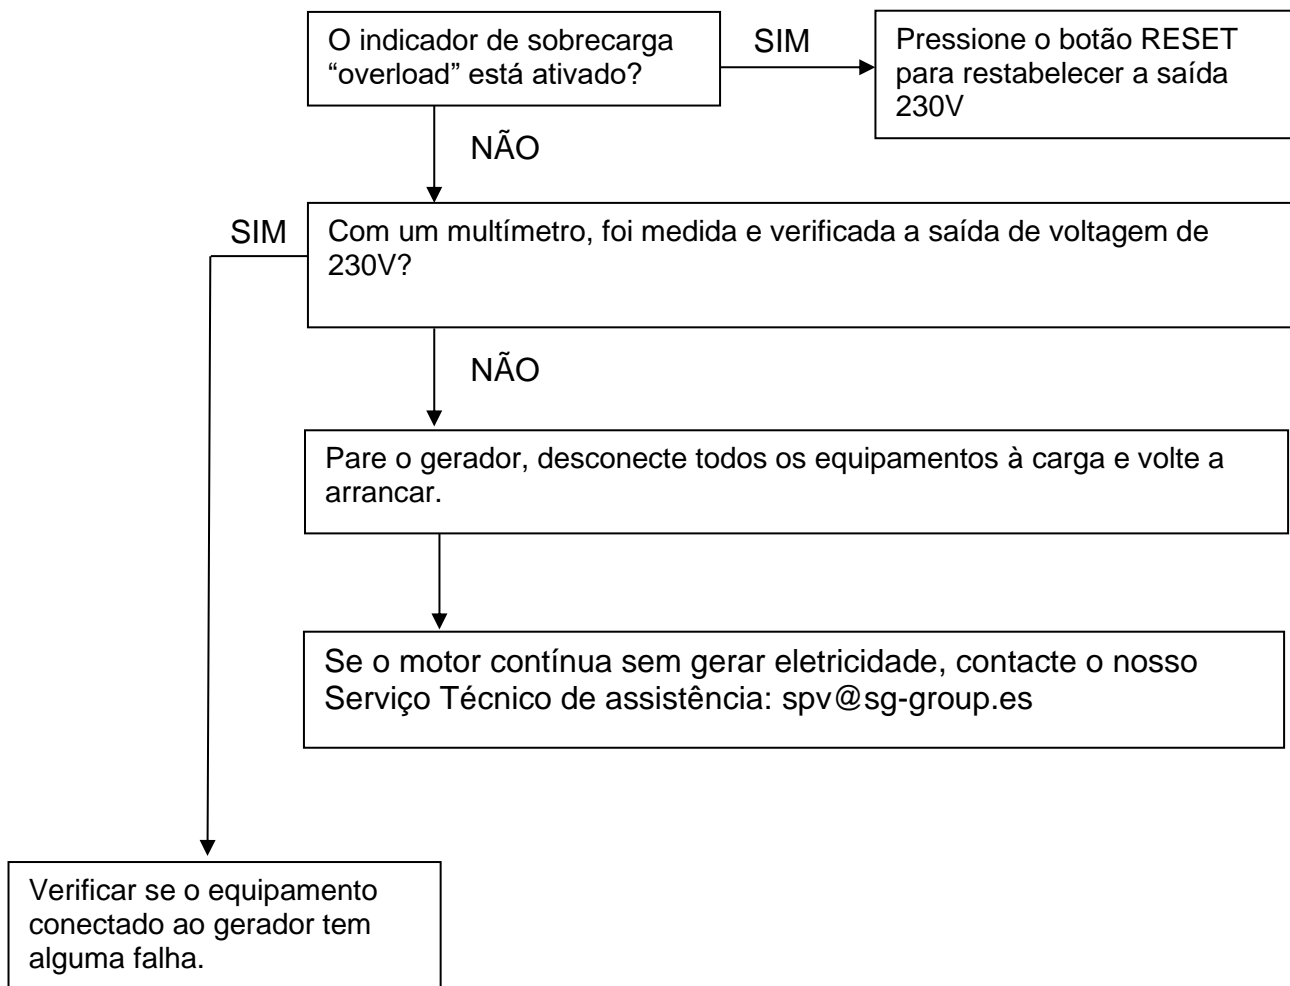 O indicador de sobrecarga
“overload” está ativado?
SIM
Pressione o botão RESET
para restabelecer a saída
230V
NÃO
SIM
Com um multímetro, foi medida e verificada a saída de voltagem de
230V?
NÃO
Pare o gerador, desconecte todos os equipamentos à carga e volte a
arrancar.
Se o motor contínua sem gerar eletricidade, contacte o nosso
Serviço Técnico de assistência: spv@sg-group.es
Verificar se o equipamento
conectado ao gerador tem
alguma falha.